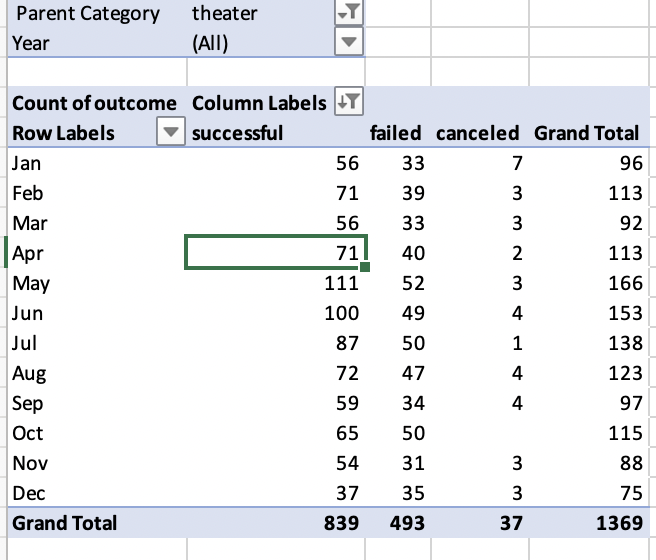 Parent Category theater
Year (All)
Count of outcome Column Labels
Row Labels successful failed canceled Grand Total
Jan 56 33 7 96
Feb 71 39 3 113
Mar 56 33 3 92
Apr 71 40 2 113
May 111 52 3 166
Jun 100 49 4 153
Jul 87 50 1 138
Aug 72 47 4 123
Sep 59 34 4 97
Oct 65 50 115
Nov 54 31 3 88
Dec 37 35 3 75
Grand Total 839 493 37 1369